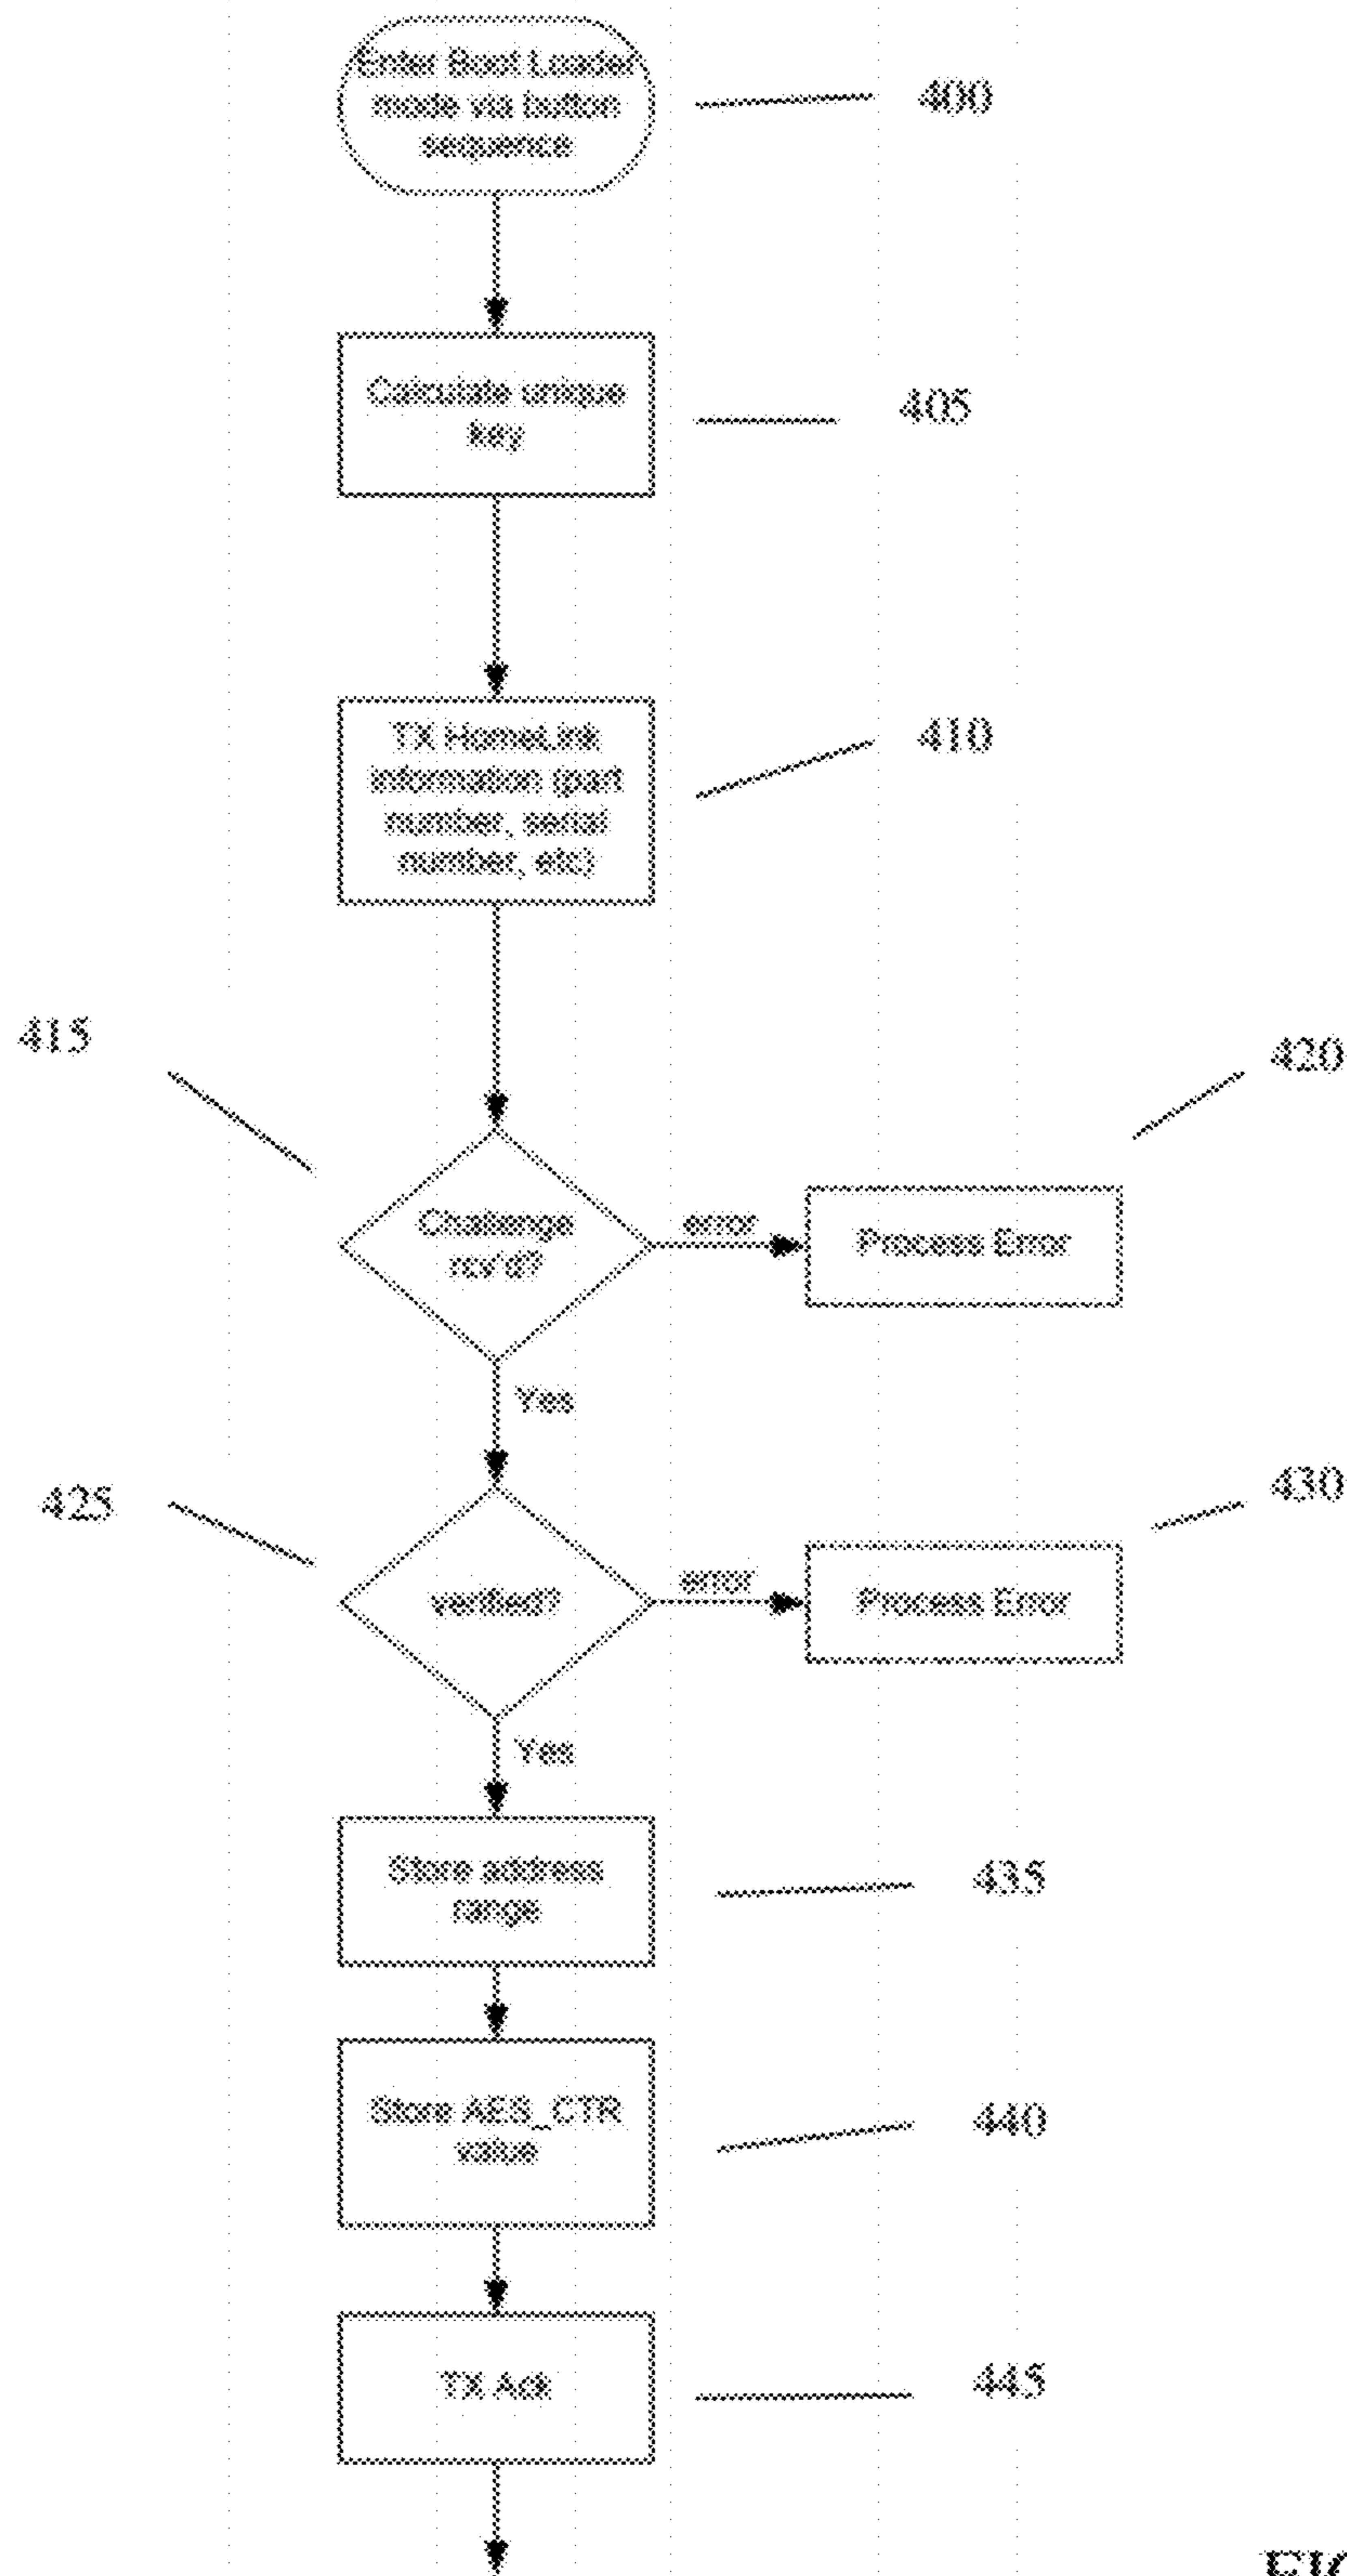 Enter Boot Loader
mode via button
sequence
400
Calculate unique
key
405
TX HomeLink
information (part
number, serial
number, etc)
410
415
Challenge
rcv'd?
error
Process Error
420
Yes
425
verified?
error
Process Error
430
Yes
Store address
range
435
Store AES_CTR
value
440
TX Ack
445